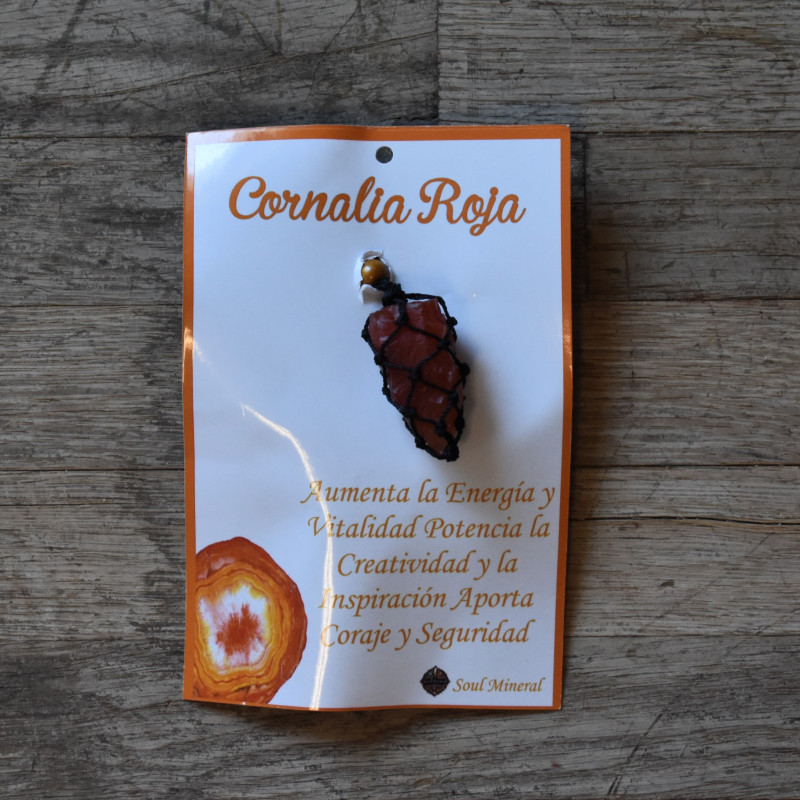 Cornalia Roja
Aumenta la Energía y
Vitalidad Potencia la
Creatividad y la
Inspiración Aporta
Coraje y Seguridad
Soul Mineral